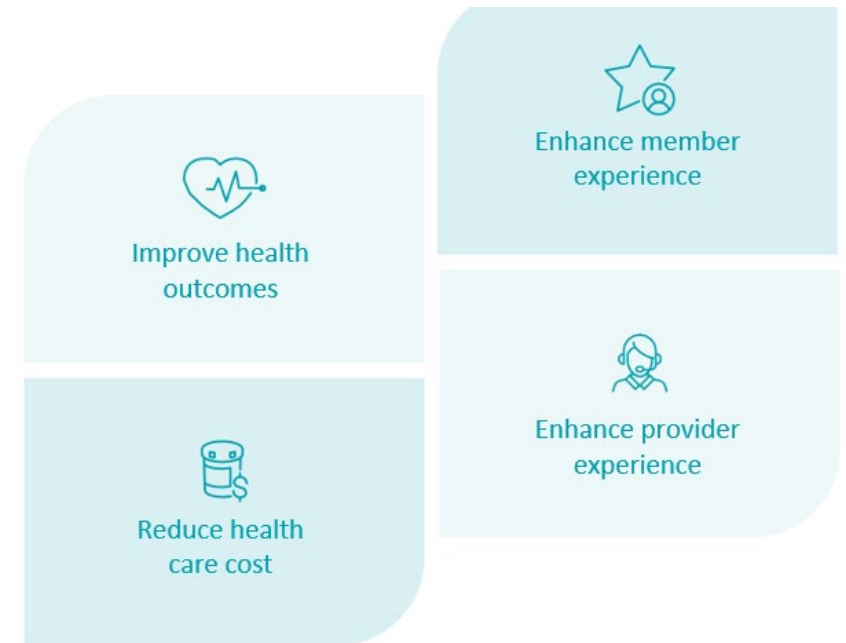 Improve health
outcomes
Enhance member
experience
Reduce health
care cost
Enhance provider
experience